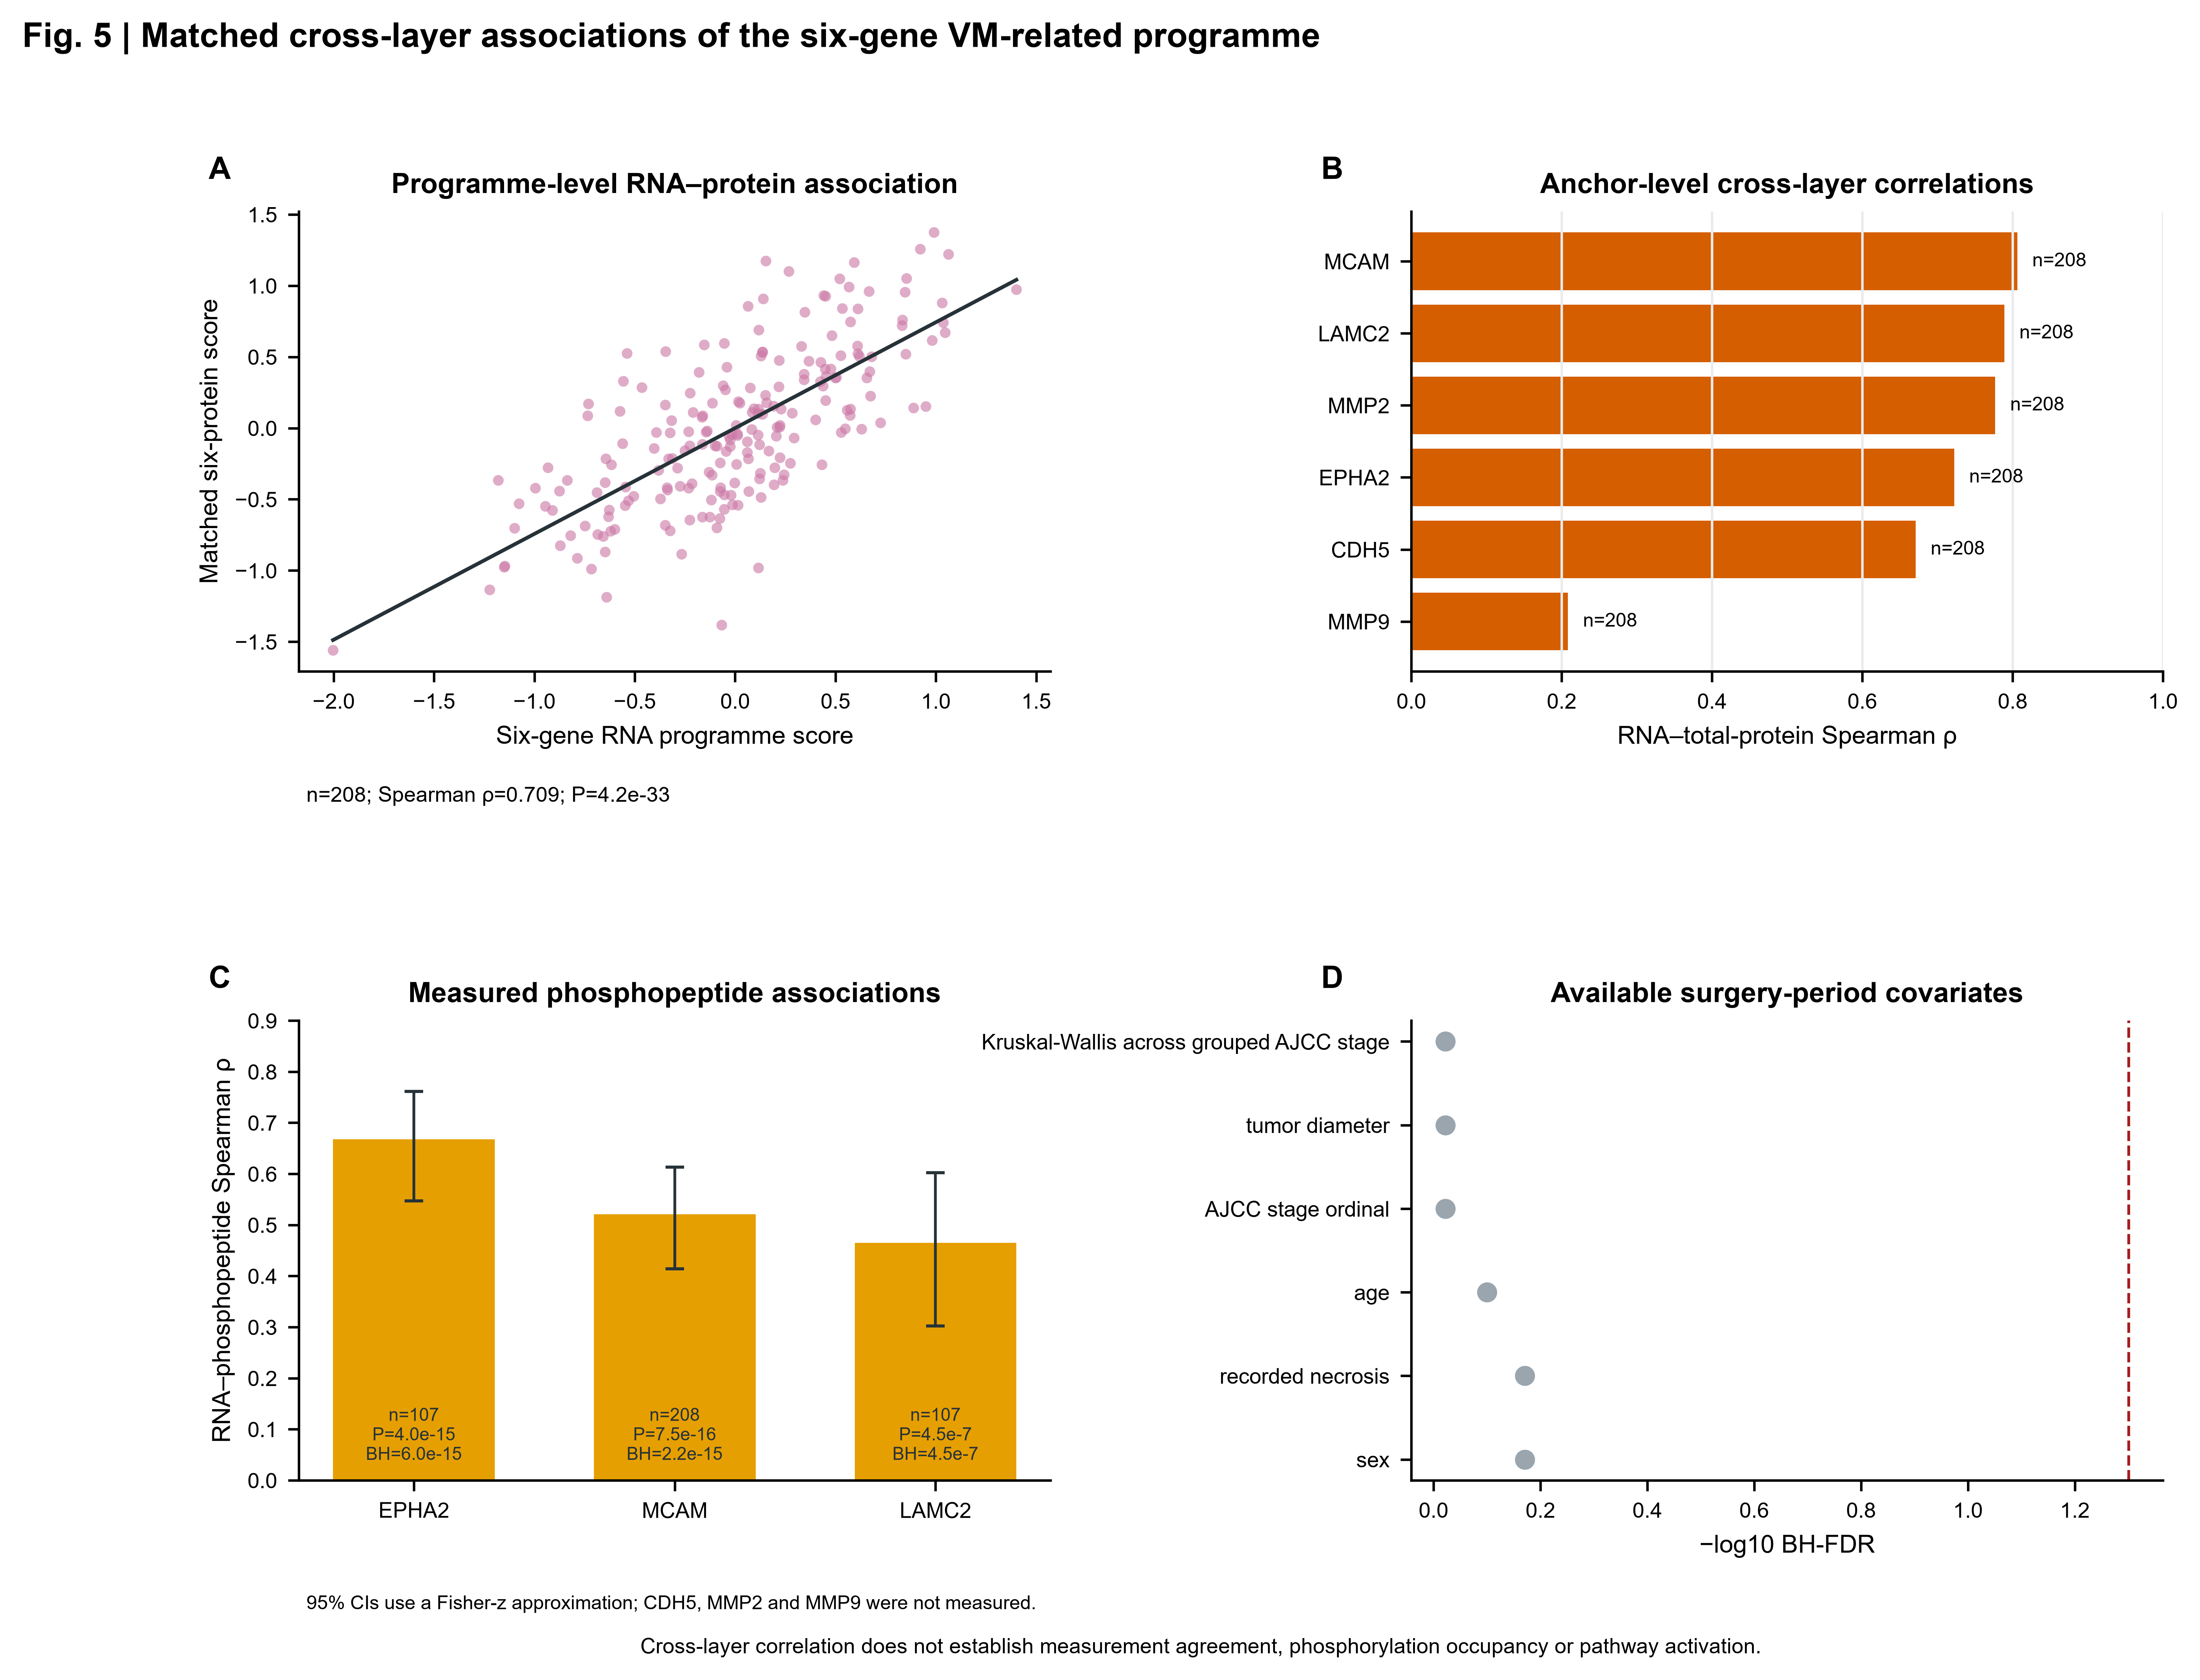 Fig. 5 | Matched cross-layer associations of the six-gene VM-related programme
A
Programme-level RNA–protein association
Matched six-protein score
1.5
1.0
0.5
0.0
−0.5
−1.0
−1.5
−2.0
−1.5
−1.0
−0.5
0.0
0.5
1.0
1.5
Six-gene RNA programme score
n=208; Spearman ρ=0.709; P=4.2e-33
B
Anchor-level cross-layer correlations
MCAM
n=208
LAMC2
n=208
MMP2
n=208
EPHA2
n=208
CDH5
n=208
MMP9
n=208
0.0
0.2
0.4
0.6
0.8
1.0
RNA–total-protein Spearman ρ
C
Measured phosphopeptide associations
RNA–phosphopeptide Spearman ρ
0.9
0.8
0.7
0.6
0.5
0.4
0.3
0.2
0.1
0.0
n=107
P=4.0e-15
BH=6.0e-15
n=208
P=7.5e-16
BH=2.2e-15
n=107
P=4.5e-7
BH=4.5e-7
EPHA2
MCAM
LAMC2
95% CIs use a Fisher-z approximation; CDH5, MMP2 and MMP9 were not measured.
D
Available surgery-period covariates
Kruskal-Wallis across grouped AJCC stage
tumor diameter
AJCC stage ordinal
age
recorded necrosis
sex
0.0
0.2
0.4
0.6
0.8
1.0
1.2
−log10 BH-FDR
Cross-layer correlation does not establish measurement agreement, phosphorylation occupancy or pathway activation.